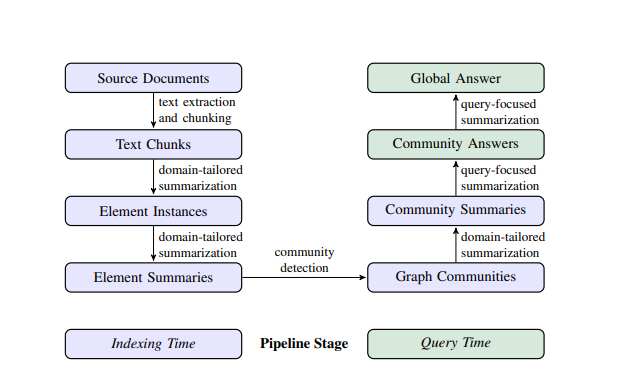 Source Documents
text extraction
and chunking
Text Chunks
domain-tailored
summarization
Element Instances
domain-tailored
summarization
Element Summaries
community
detection
Global Answer
query-focused
summarization
Community Answers
query-focused
summarization
Community Summaries
domain-tailored
summarization
Graph Communities
Indexing Time
Pipeline Stage
Query Time